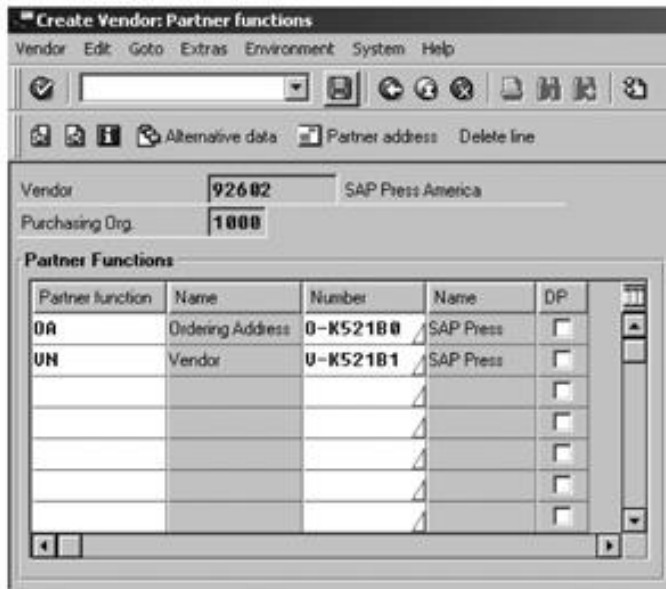 Create Vendor: Partner functions
Vendor Edit Goto Extras Environment System Help
Alternative data Partner address Delete line
Vendor 92602 SAP Press America
Purchasing Org. 1000
Partner Functions
Partner function Name Number Name DP
OA Ordering Address O-K521B0 SAP Press
VN Vendor V-K521B1 SAP Press